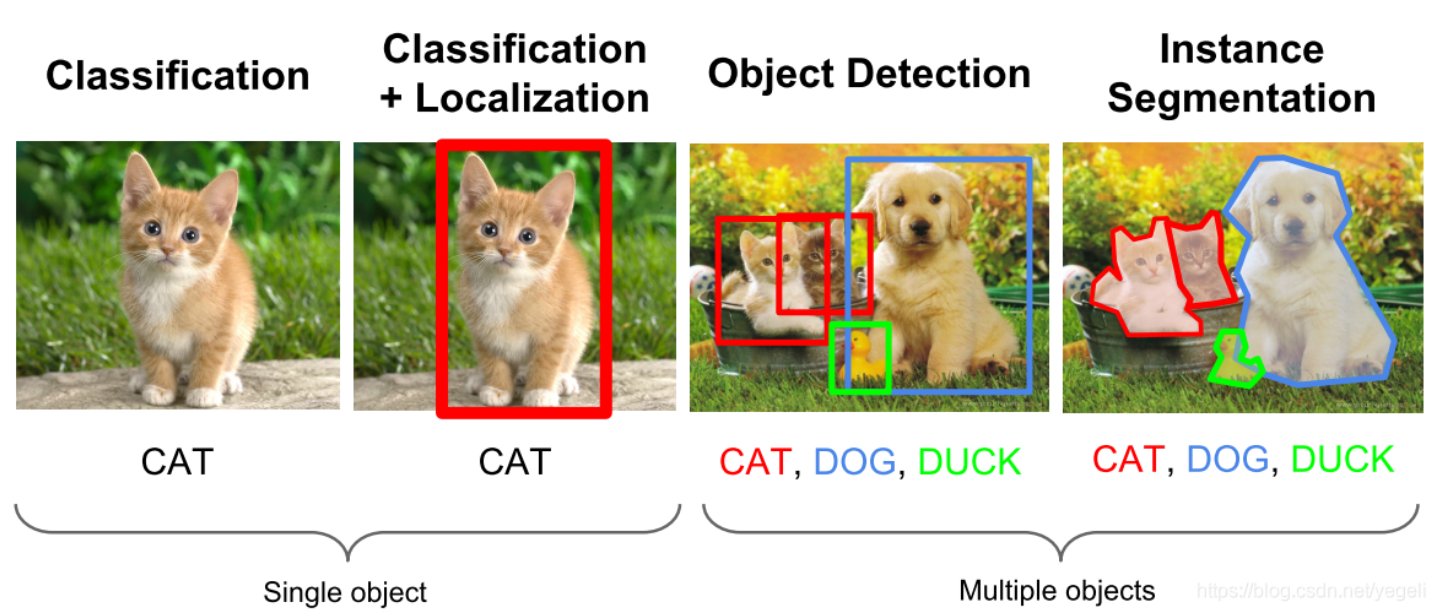 Classification
Classification
+ Localization
Object Detection
Instance
Segmentation
CAT
CAT
CAT, DOG, DUCK
CAT, DOG, DUCK
Single object
Multiple objects
https://blog.csdn.net/yegeli